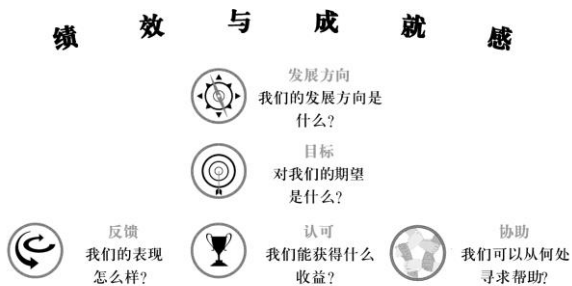 绩效与成就感
发展方向
我们的发展方向是
什么？
目标
对我们的期望
是什么？
反馈
我们的表现
怎么样？
认可
我们能获得什么
收益？
协助
我们可以从何处
寻求帮助？